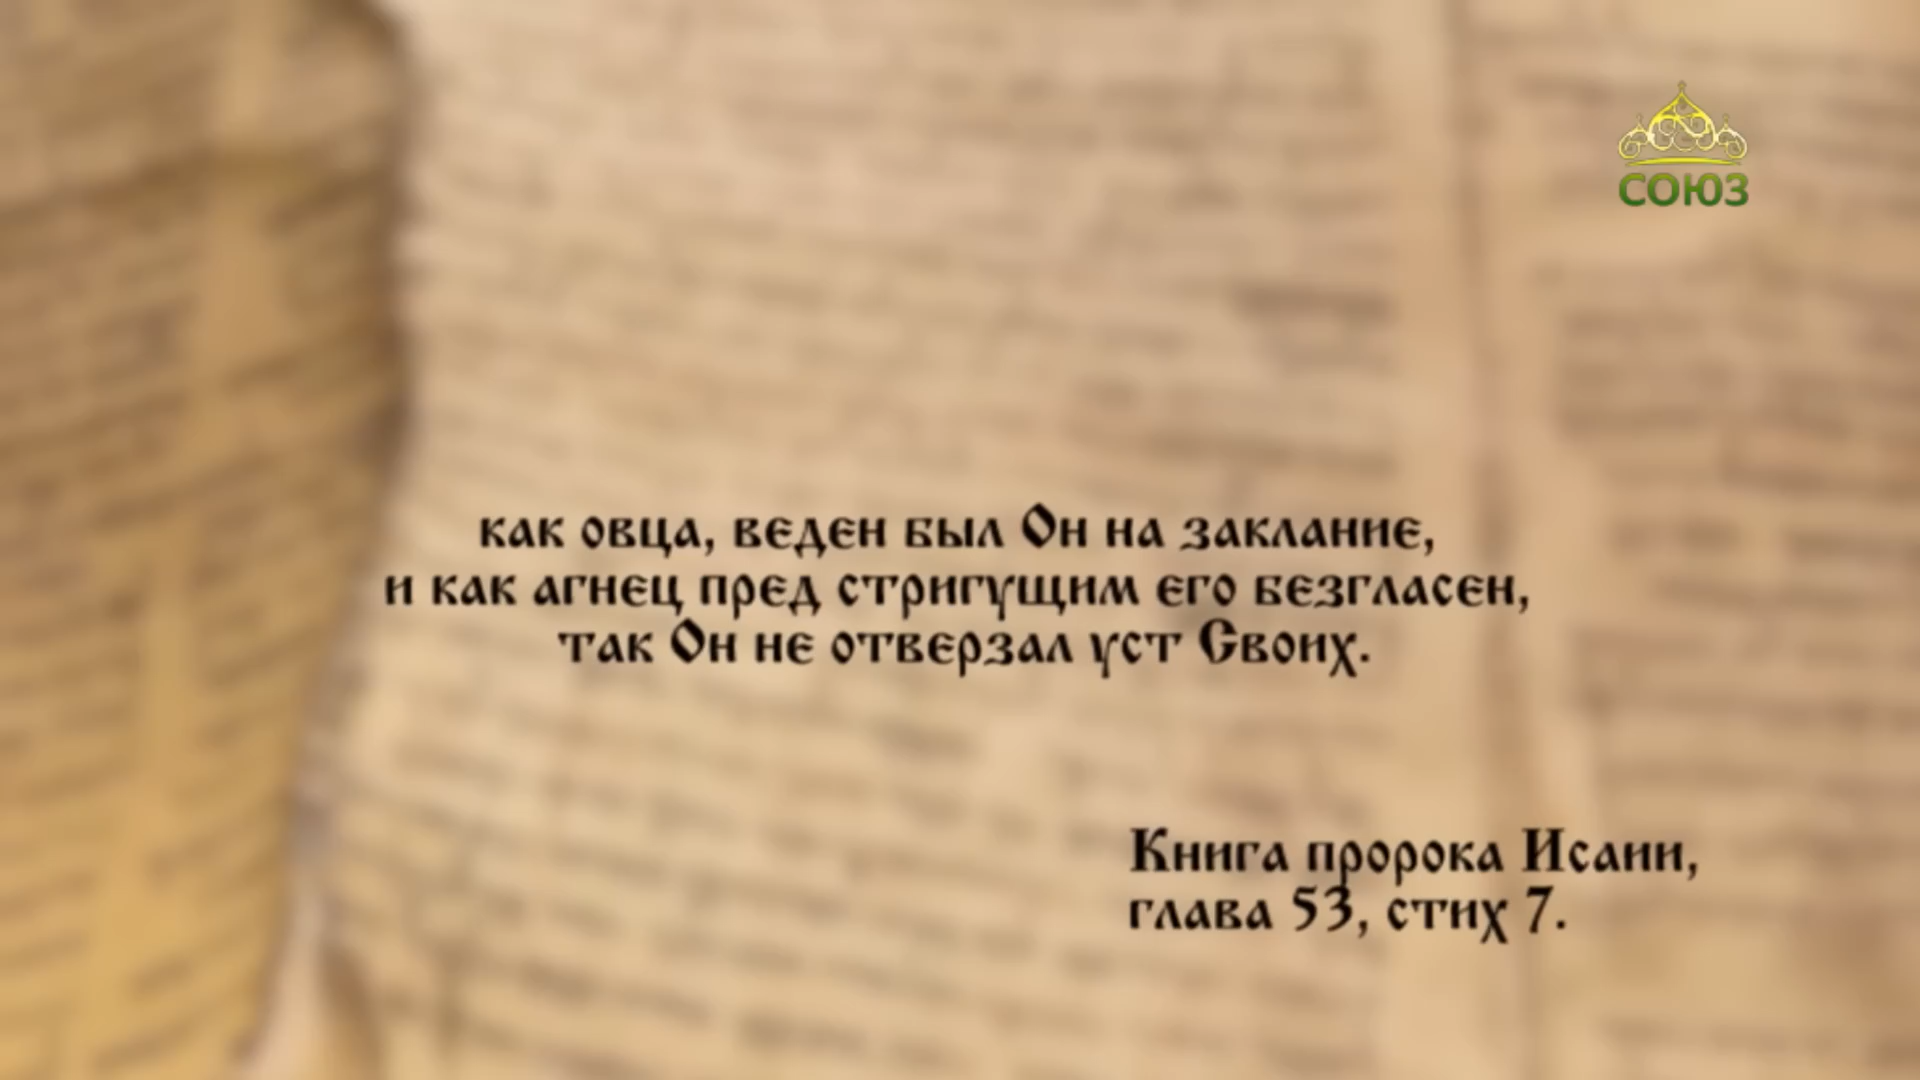 СОЮЗ
как овца, веден был Он на заклание,
и как агнец пред стригущим его безгласен,
так Он не отверзал уст Своих.
Книга пророка Исаии,
глава 53, стих 7.